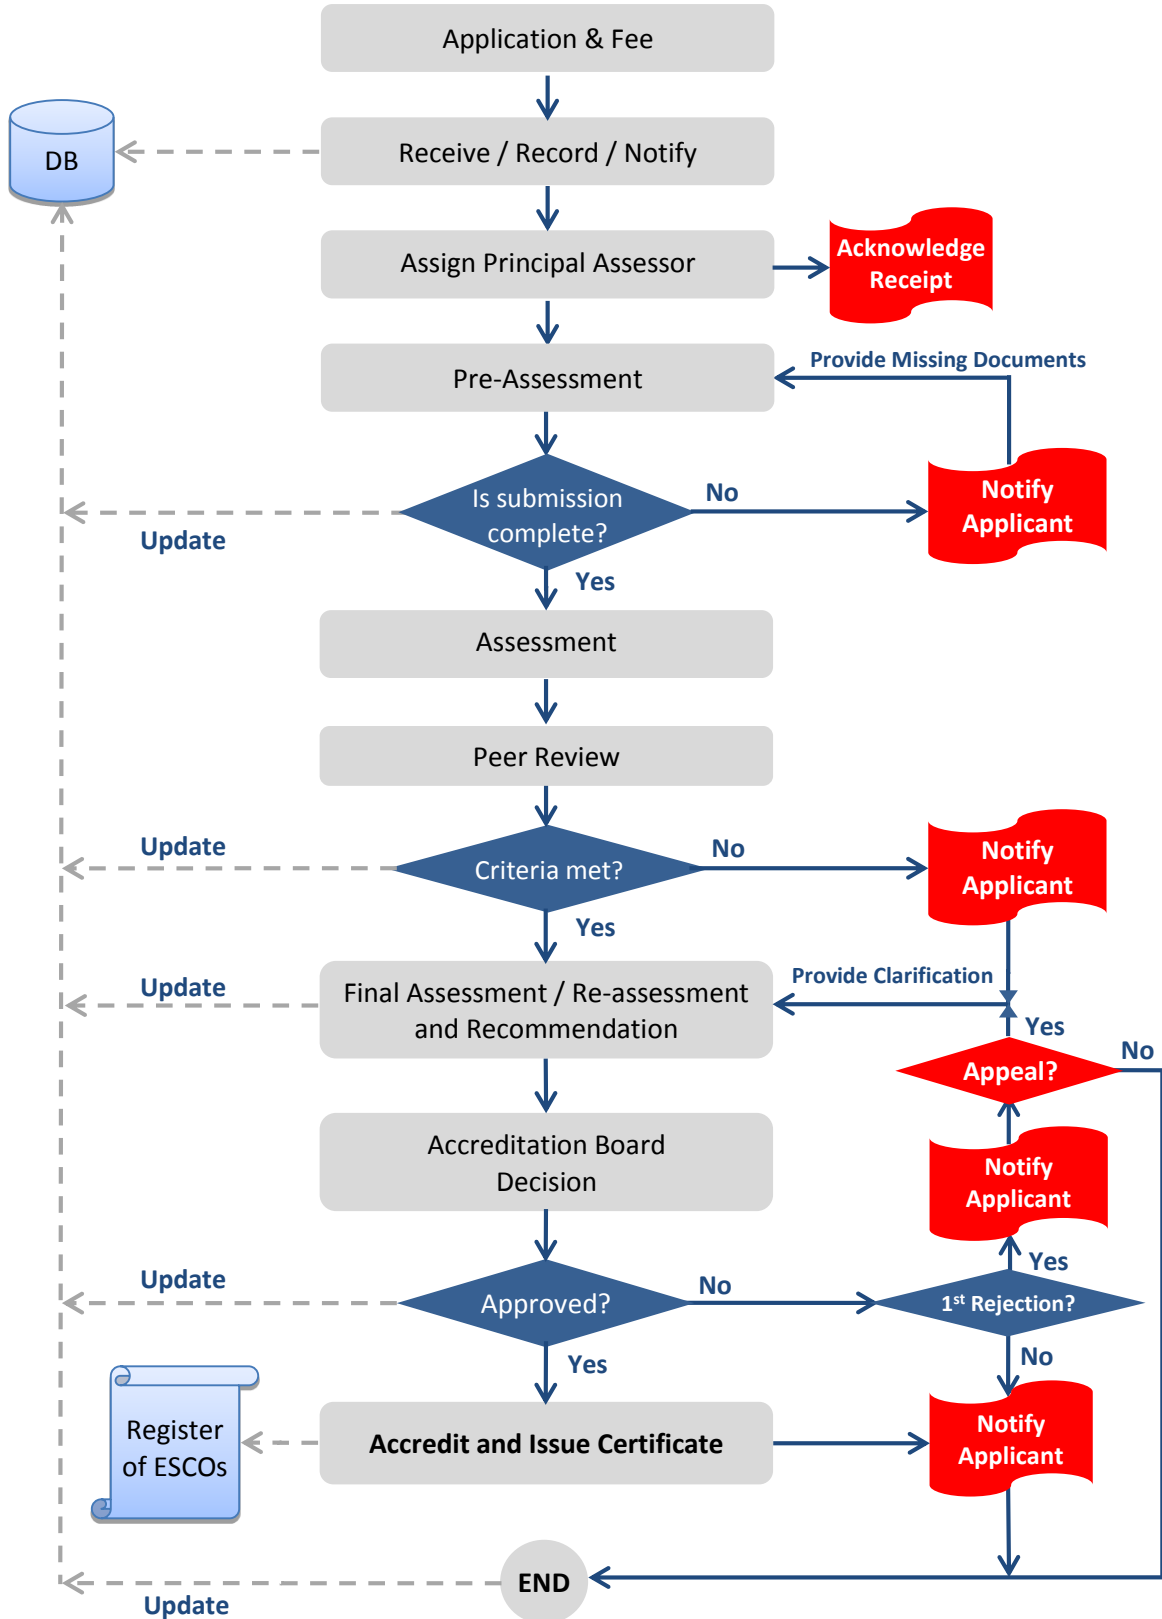 Application & Fee
DB
Receive / Record / Notify
Assign Principal Assessor
Acknowledge
Receipt
Provide Missing Documents
Pre-Assessment
Is submission
complete?
No
Notify
Applicant
Update
Yes
Assessment
Peer Review
Update
Criteria met?
No
Notify
Applicant
Yes
Update
Final Assessment / Re-assessment
and Recommendation
Provide Clarification
Yes
No
Appeal?
Accreditation Board
Decision
Notify
Applicant
Yes
Update
Approved?
No
1st Rejection?
Yes
No
Register
of ESCOs
Accredit and Issue Certificate
Notify
Applicant
END
Update